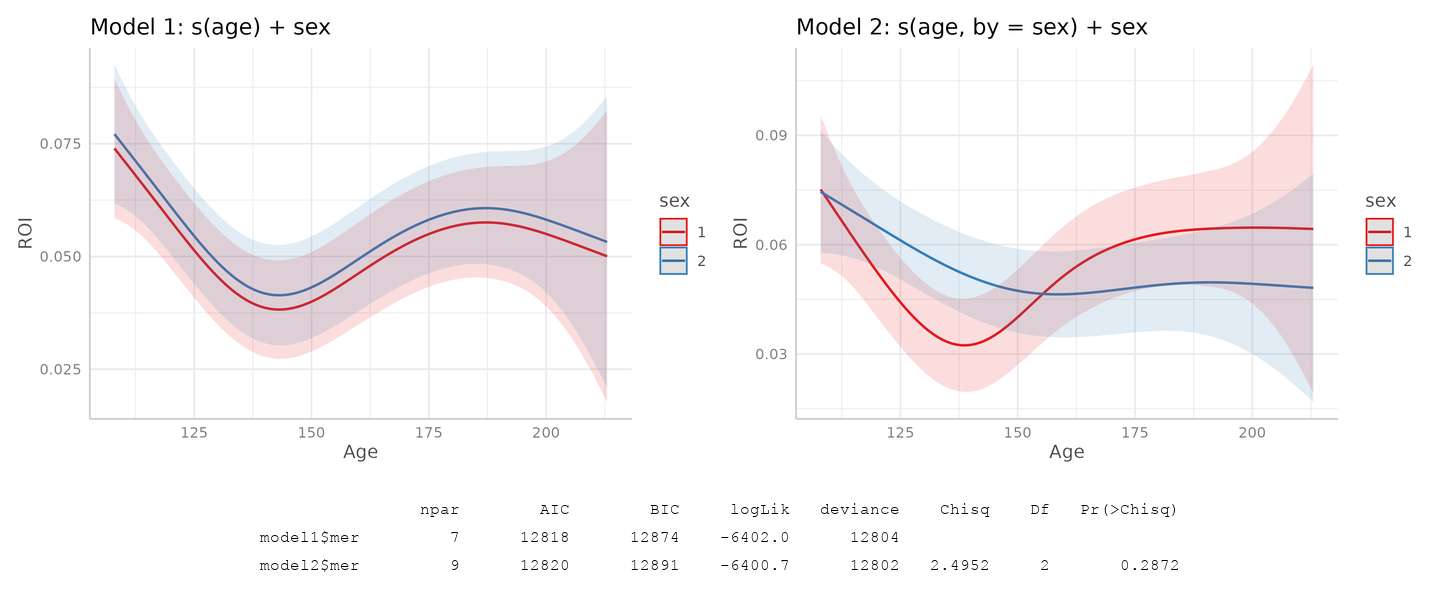 Model 1: s(age) + sex
0.075
0.050
0.025
ROI
125 150 175 200
Age
sex
1
2
Model 2: s(age, by = sex) + sex
0.09
0.06
0.03
ROI
125 150 175 200
Age
sex
1
2
npar AIC BIC logLik deviance Chisq Df Pr(>Chisq)
model1$mer 7 12818 12874 -6402.0 12804
model2$mer 9 12820 12891 -6400.7 12802 2.4952 2 0.2872